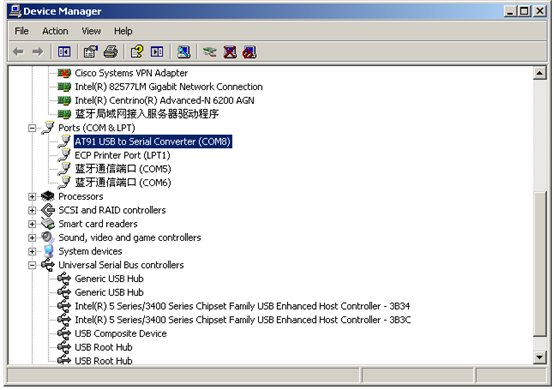 Device Manager
File Action View Help
Cisco Systems VPN Adapter
Intel(R) 82577LM Gigabit Network Connection
Intel(R) Centrino(R) Advanced-N 6200 AGN
蓝牙局域网接入服务器驱动程序
Ports (COM & LPT)
AT91 USB to Serial Converter (COM8)
ECP Printer Port (LPT1)
蓝牙通信端口 (COM5)
蓝牙通信端口 (COM6)
Processors
SCSI and RAID controllers
Smart card readers
Sound, video and game controllers
System devices
Universal Serial Bus controllers
Generic USB Hub
Generic USB Hub
Intel(R) 5 Series/3400 Series Chipset Family USB Enhanced Host Controller - 3B34
Intel(R) 5 Series/3400 Series Chipset Family USB Enhanced Host Controller - 3B3C
USB Composite Device
USB Root Hub
USB Root Hub